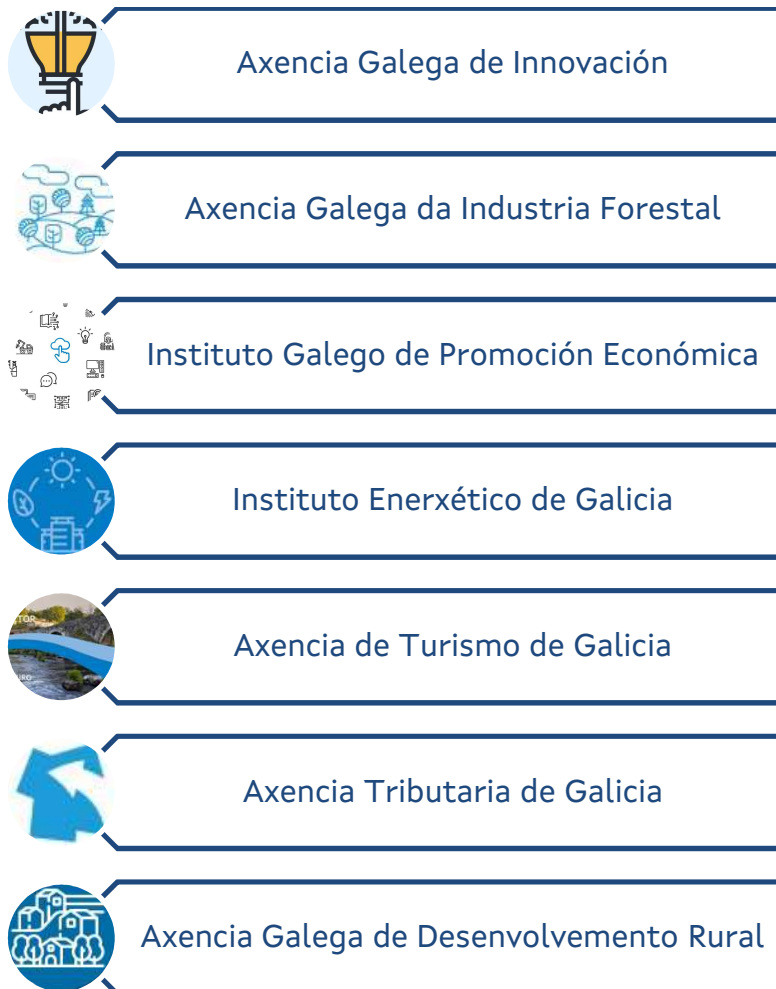 Axencia Galega de Innovación
Axencia Galega da Industria Forestal
Instituto Galego de Promoción Económica
Instituto Enerxético de Galicia
Axencia de Turismo de Galicia
Axencia Tributaria de Galicia
Axencia Galega de Desenvolvemento Rural